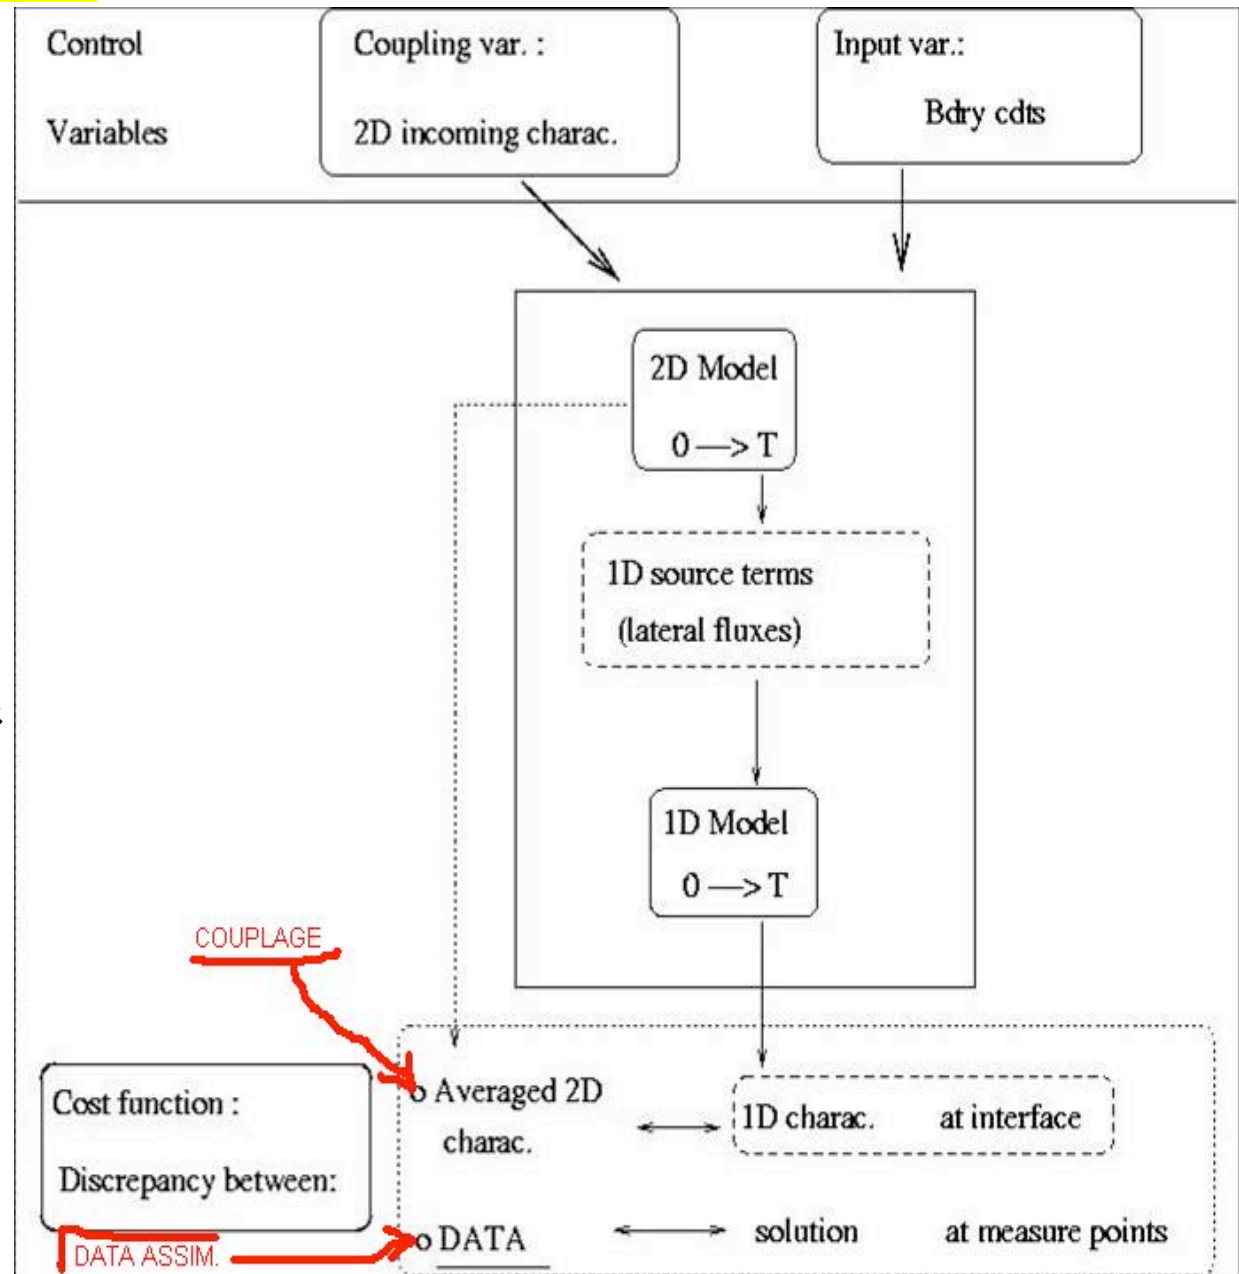 Control
Variables
Coupling var. :
2D incoming charac.
Input var.:
Bdry cdts
2D Model
0 —> T
1D source terms
(lateral fluxes)
1D Model
0 —> T
COUPLAGE
Cost function :
Discrepancy between:
DATA ASSIM.
o Averaged 2D
charac.
1D charac. at interface
o DATA
solution at measure points